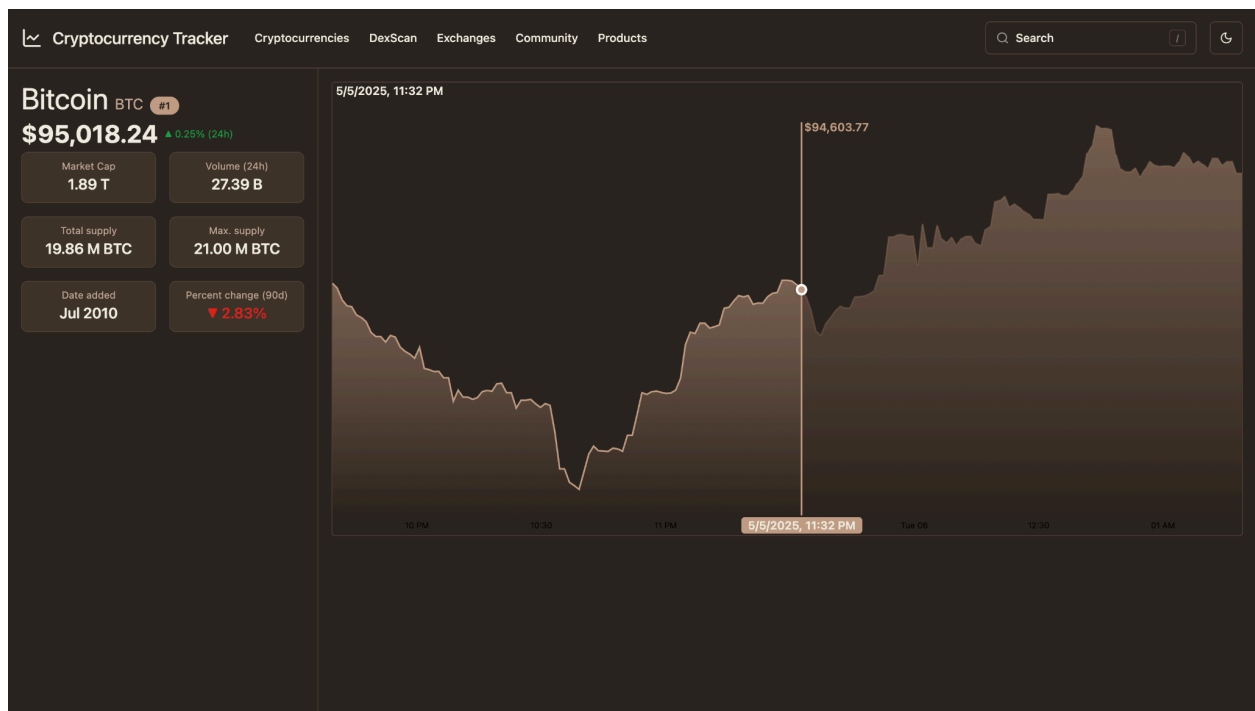 Cryptocurrency Tracker Cryptocurrencies DexScan Exchanges Community Products Search /
Bitcoin BTC #1
$95,018.24 ▲ 0.25% (24h)
Market Cap
1.89 T
Volume (24h)
27.39 B
Total supply
19.86 M BTC
Max. supply
21.00 M BTC
Date added
Jul 2010
Percent change (90d)
▼ 2.83%
5/5/2025, 11:32 PM
$94,603.77
10 PM 10:30 11 PM 5/5/2025, 11:32 PM Tue 06 12:30 01 AM